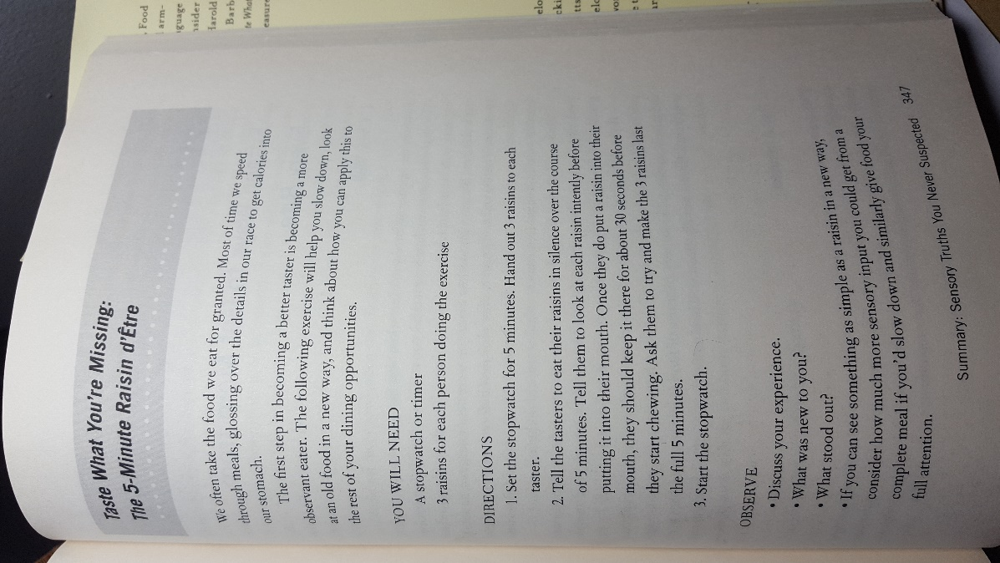 Taste What You're Missing:
The 5-Minute Raisin d'Être
We often take the food we eat for granted. Most of time we speed
through meals, glossing over the details in our race to get calories into
our stomach.
The first step in becoming a better taster is becoming a more
observant eater. The following exercise will help you slow down, look
at an old food in a new way, and think about how you can apply this to
the rest of your dining opportunities.
YOU WILL NEED
A stopwatch or timer
3 raisins for each person doing the exercise
DIRECTIONS
1. Set the stopwatch for 5 minutes. Hand out 3 raisins to each
taster.
2. Tell the tasters to eat their raisins in silence over the course
of 5 minutes. Tell them to look at each raisin intently before
putting it into their mouth. Once they do put a raisin into their
mouth, they should keep it there for about 30 seconds before
they start chewing. Ask them to try and make the 3 raisins last
the full 5 minutes.
3. Start the stopwatch.
OBSERVE
• Discuss your experience.
• What was new to you?
• What stood out?
• If you can see something as simple as a raisin in a new way,
consider how much more sensory input you could get from a
complete meal if you'd slow down and similarly give food your
full attention.
Summary: Sensory Truths You Never Suspected 347
Food
arm-
Barb